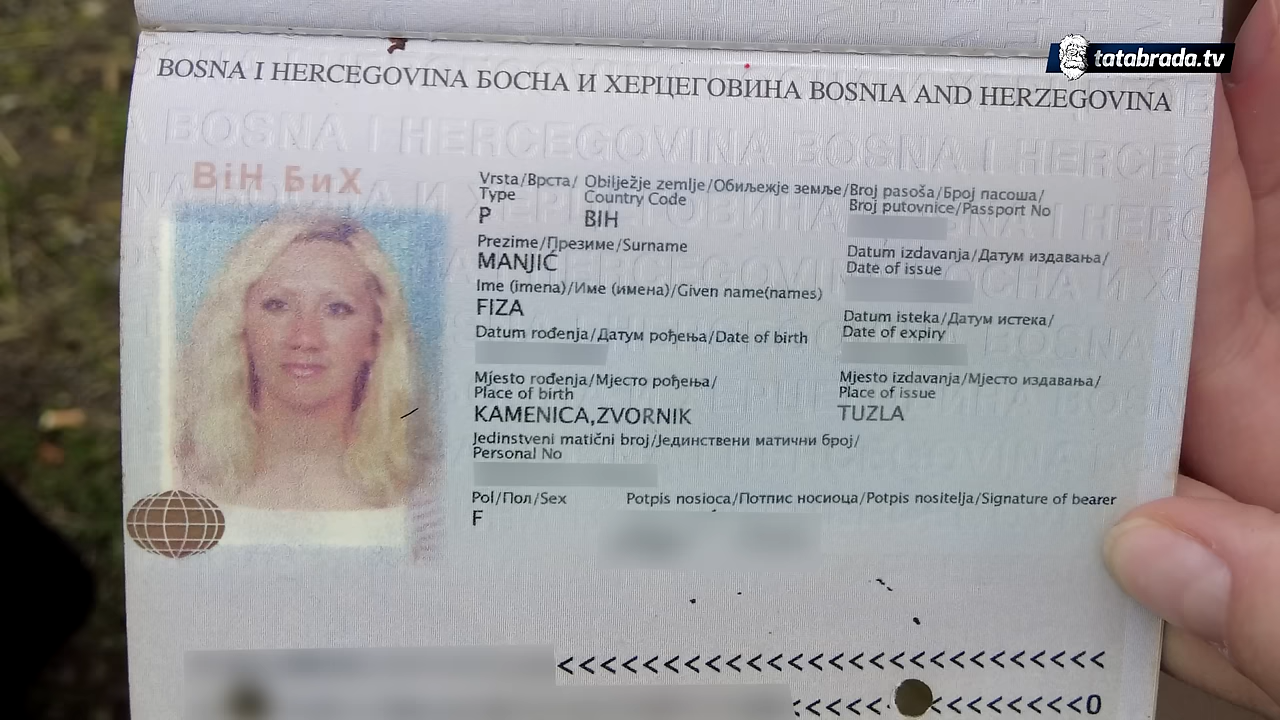 tatabrada.tv
BOSNA I HERCEGOVINA БОСНА И ХЕРЦЕГОВИНА BOSNIA AND HERZEGOVINA
BiH БиХ
Vrsta/Врста/ Obilježje zemlje/Обиљежје земље/ Broj pasoša/Број пасоша/
Type Country Code Broj putovnice/Passport No
P BIH
Prezime/Презиме/Surname
MANJIĆ
Datum izdavanja/Датум издавања/
Date of issue
Ime (imena)/Име (имена)/Given name(names)
FIZA
Datum isteka/Датум истека/
Date of expiry
Datum rođenja/Датум рођења/Date of birth
Mjesto rođenja/Мјесто рођења/ Mjesto izdavanja/Мјесто издавања/
Place of birth Place of issue
KAMENICA,ZVORNIK TUZLA
Jedinstveni matični broj/Јединствени матични број/
Personal No
Pol/Пол/Sex Potpis nosioca/Потпис носиоца/Potpis nositelja/Signature of bearer
F
<<<<<<<<<<<<<<<<<<<<<<<<<<
<<<<< <<<<<<<0